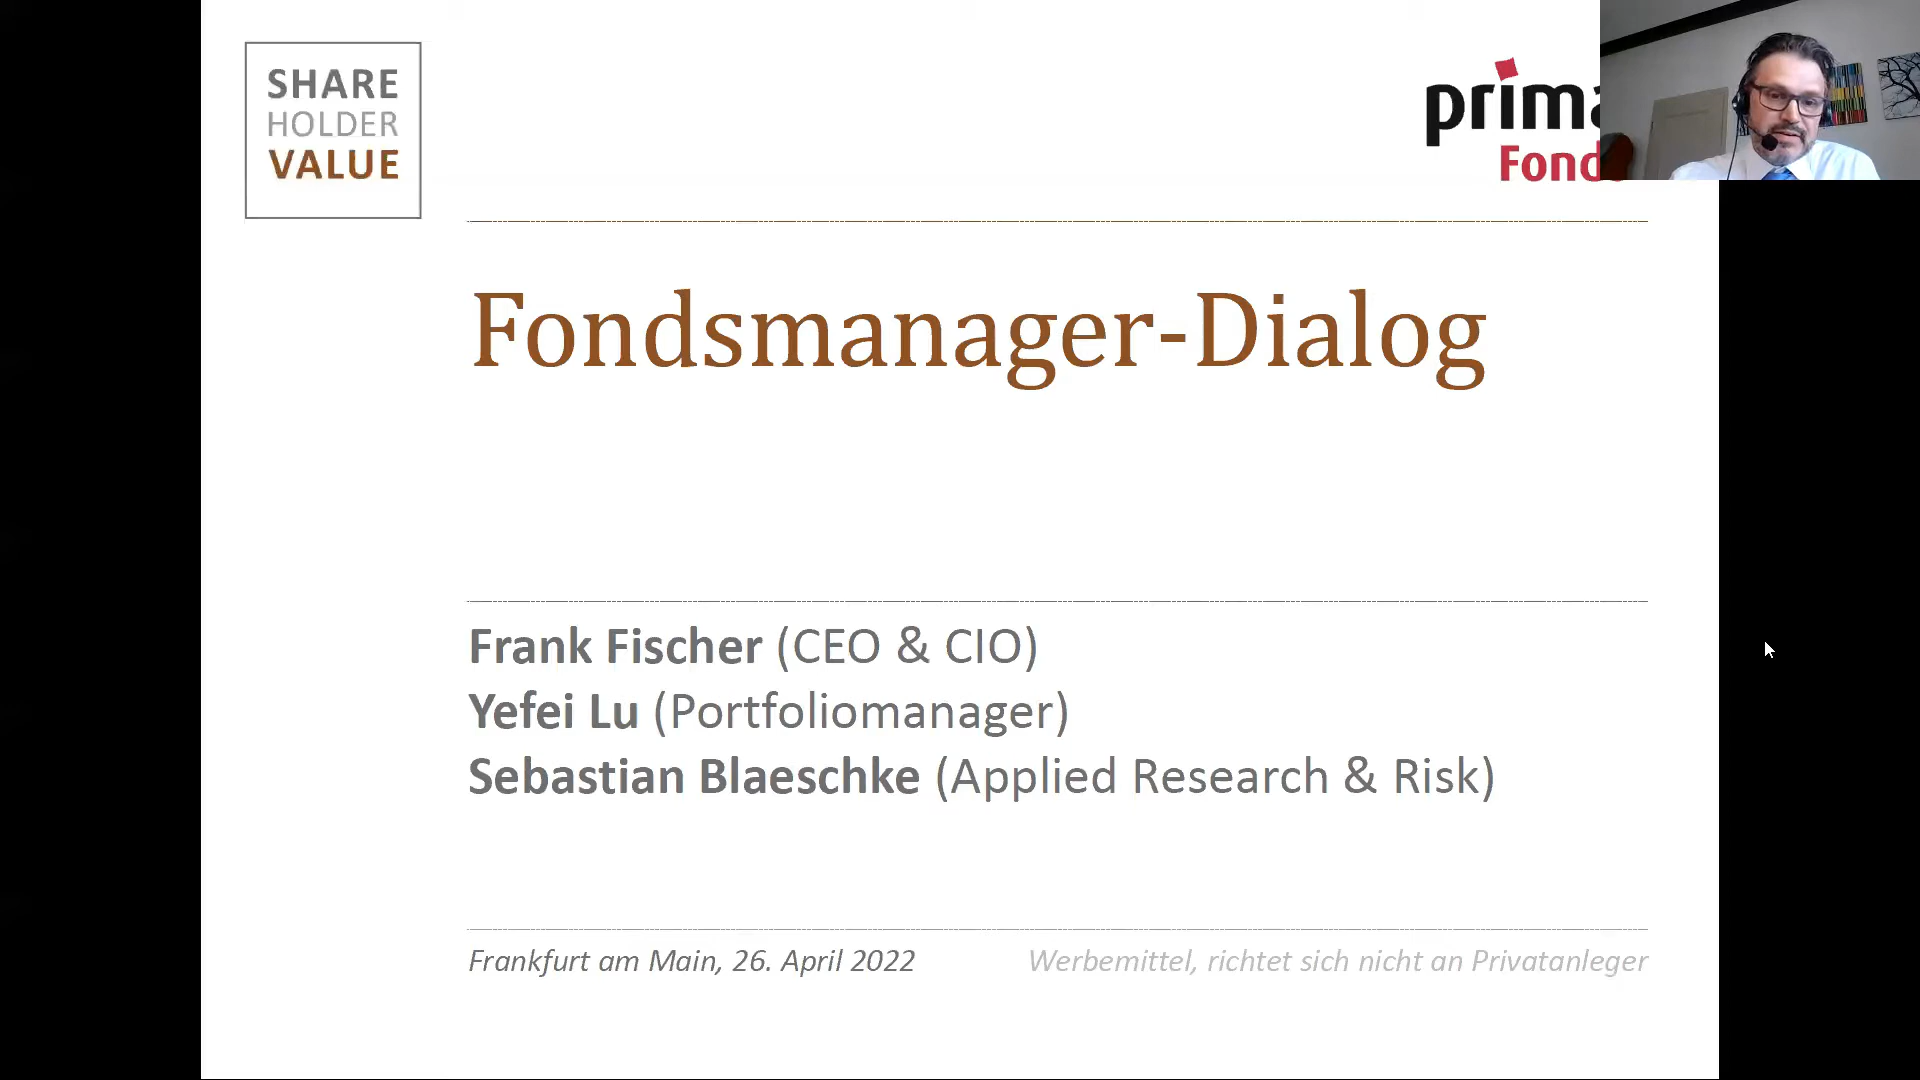 SHARE
HOLDER
VALUE
prima
Fond
Fondsmanager-Dialog
Frank Fischer (CEO & CIO)
Yefei Lu (Portfoliomanager)
Sebastian Blaeschke (Applied Research & Risk)
Frankfurt am Main, 26. April 2022
Werbemittel, richtet sich nicht an Privatanleger